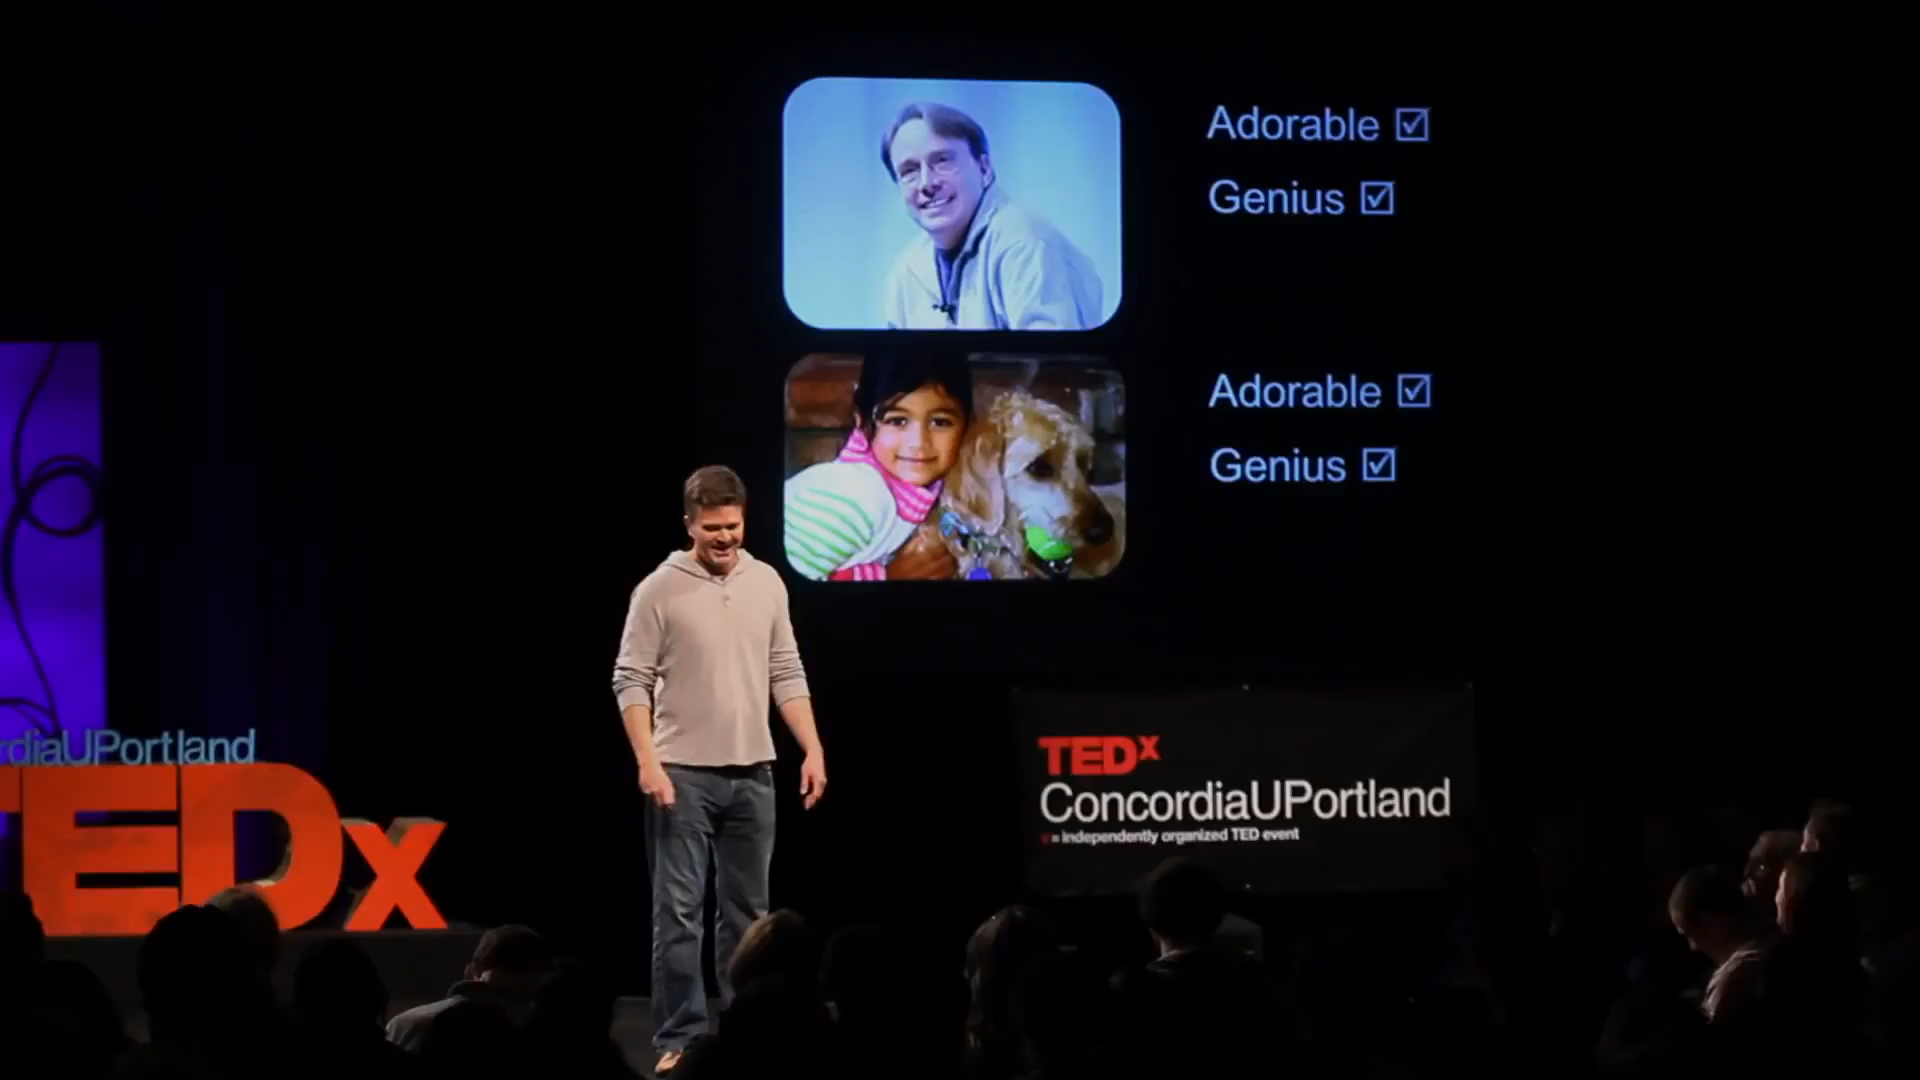 Adorable ☑
Genius ☑
Adorable ☑
Genius ☑
rdiaUPortland
TEDx
TEDx
ConcordiaUPortland
x = independently organized TED event